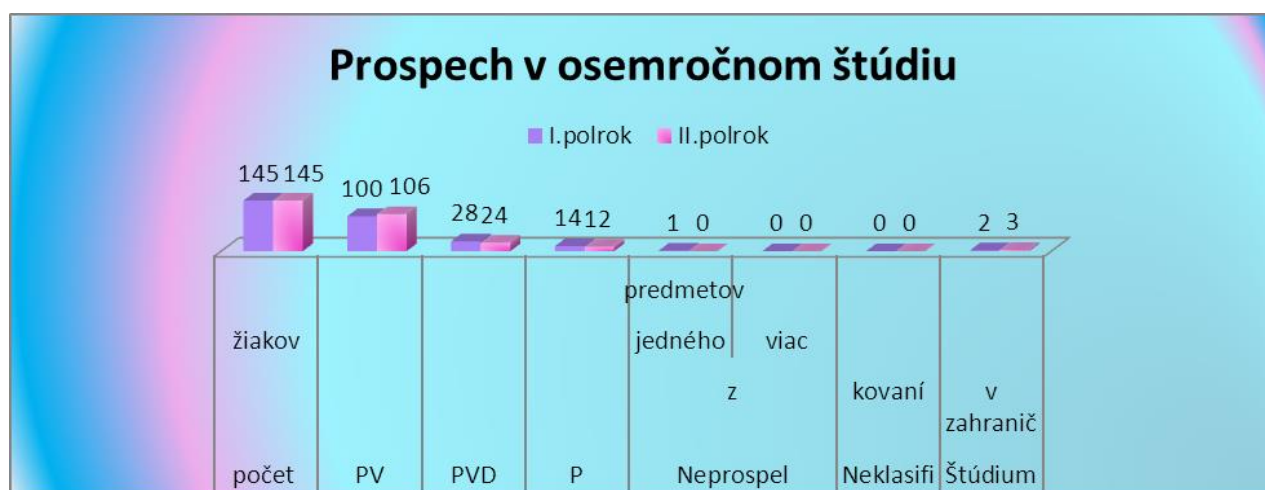 Prospech v osemročnom štúdiu
I.polrok II.polrok
145 145 100 106 28 24 14 12 1 0 0 0 0 0 2 3
predmetov
žiakov jedného viac
z kovaní v
zahranič
počet PV PVD P Neprospel Neklasifi Štúdium